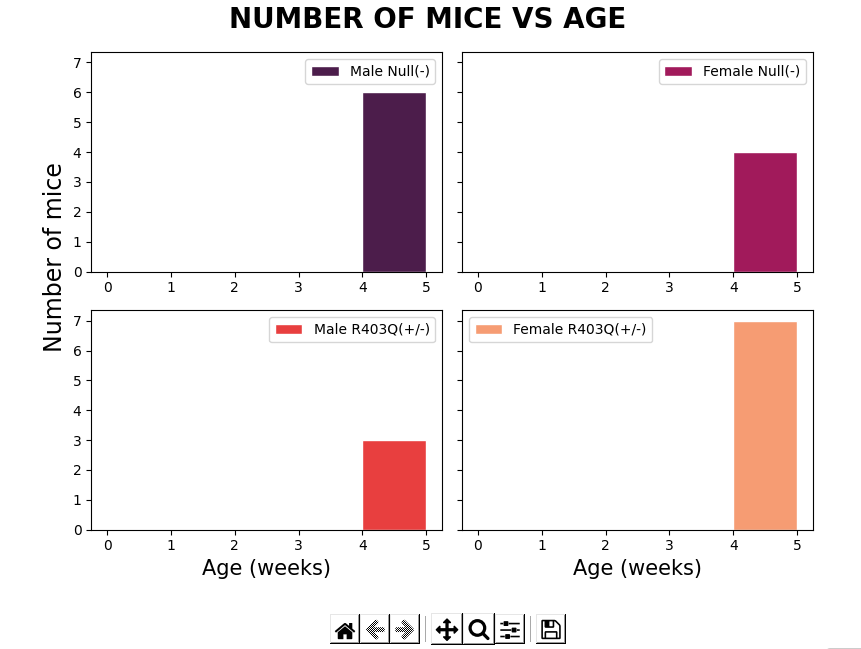 NUMBER OF MICE VS AGE
Number of mice
7
6
5
4
3
2
1
0
Male Null(-)
0 1 2 3 4 5
Female Null(-)
0 1 2 3 4 5
7
6
5
4
3
2
1
0
Male R403Q(+/-)
0 1 2 3 4 5
Age (weeks)
Female R403Q(+/-)
0 1 2 3 4 5
Age (weeks)